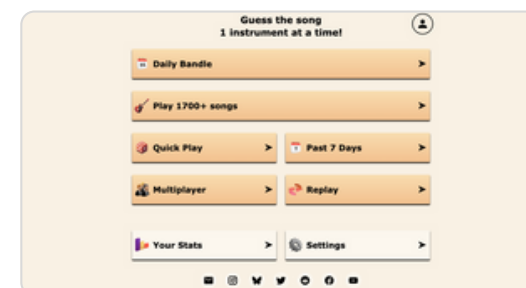 Guess the song
1 instrument at a time!
Daily Bandle
Play 1700+ songs
Quick Play
Past 7 Days
Multiplayer
Replay
Your Stats
Settings